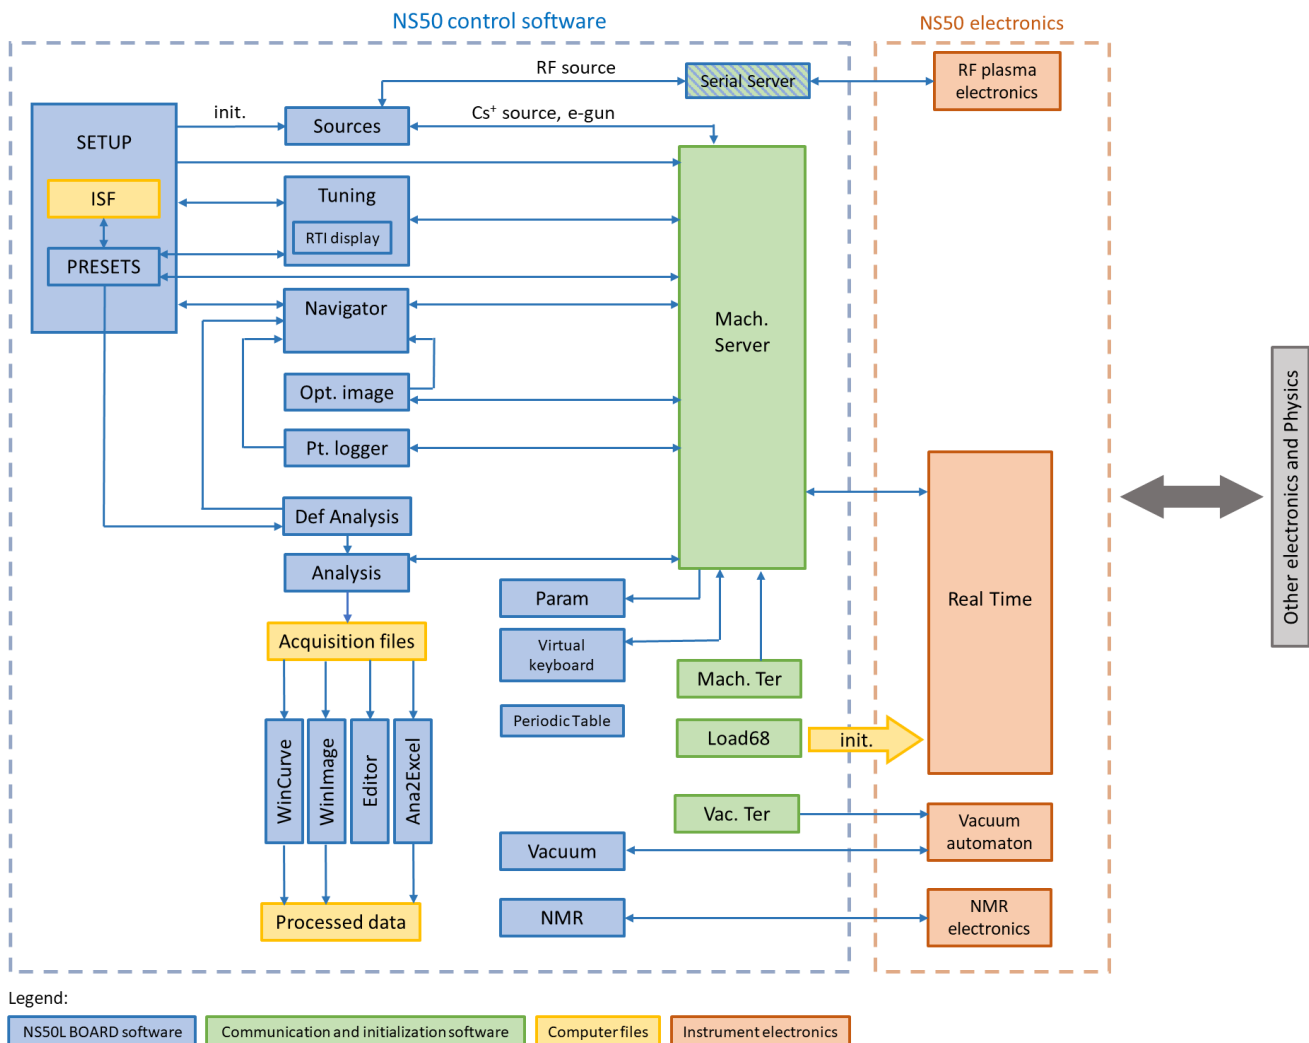 NS50 control software
NS50 electronics
RF source
Serial Server
RF plasma
electronics
init.
Sources
Cs⁺ source, e-gun
SETUP
ISF
PRESETS
Tuning
RTI display
Navigator
Mach.
Server
Opt. image
Pt. logger
Def Analysis
Analysis
Param
Acquisition files
Virtual
keyboard
Mach. Ter
Real Time
Other electronics and Physics
Periodic Table
Load68
init.
WinCurve
WinImage
Editor
Ana2Excel
Vac. Ter
Vacuum
automaton
Vacuum
Processed data
NMR
NMR
electronics
Legend:
NS50L BOARD software
Communication and initialization software
Computer files
Instrument electronics